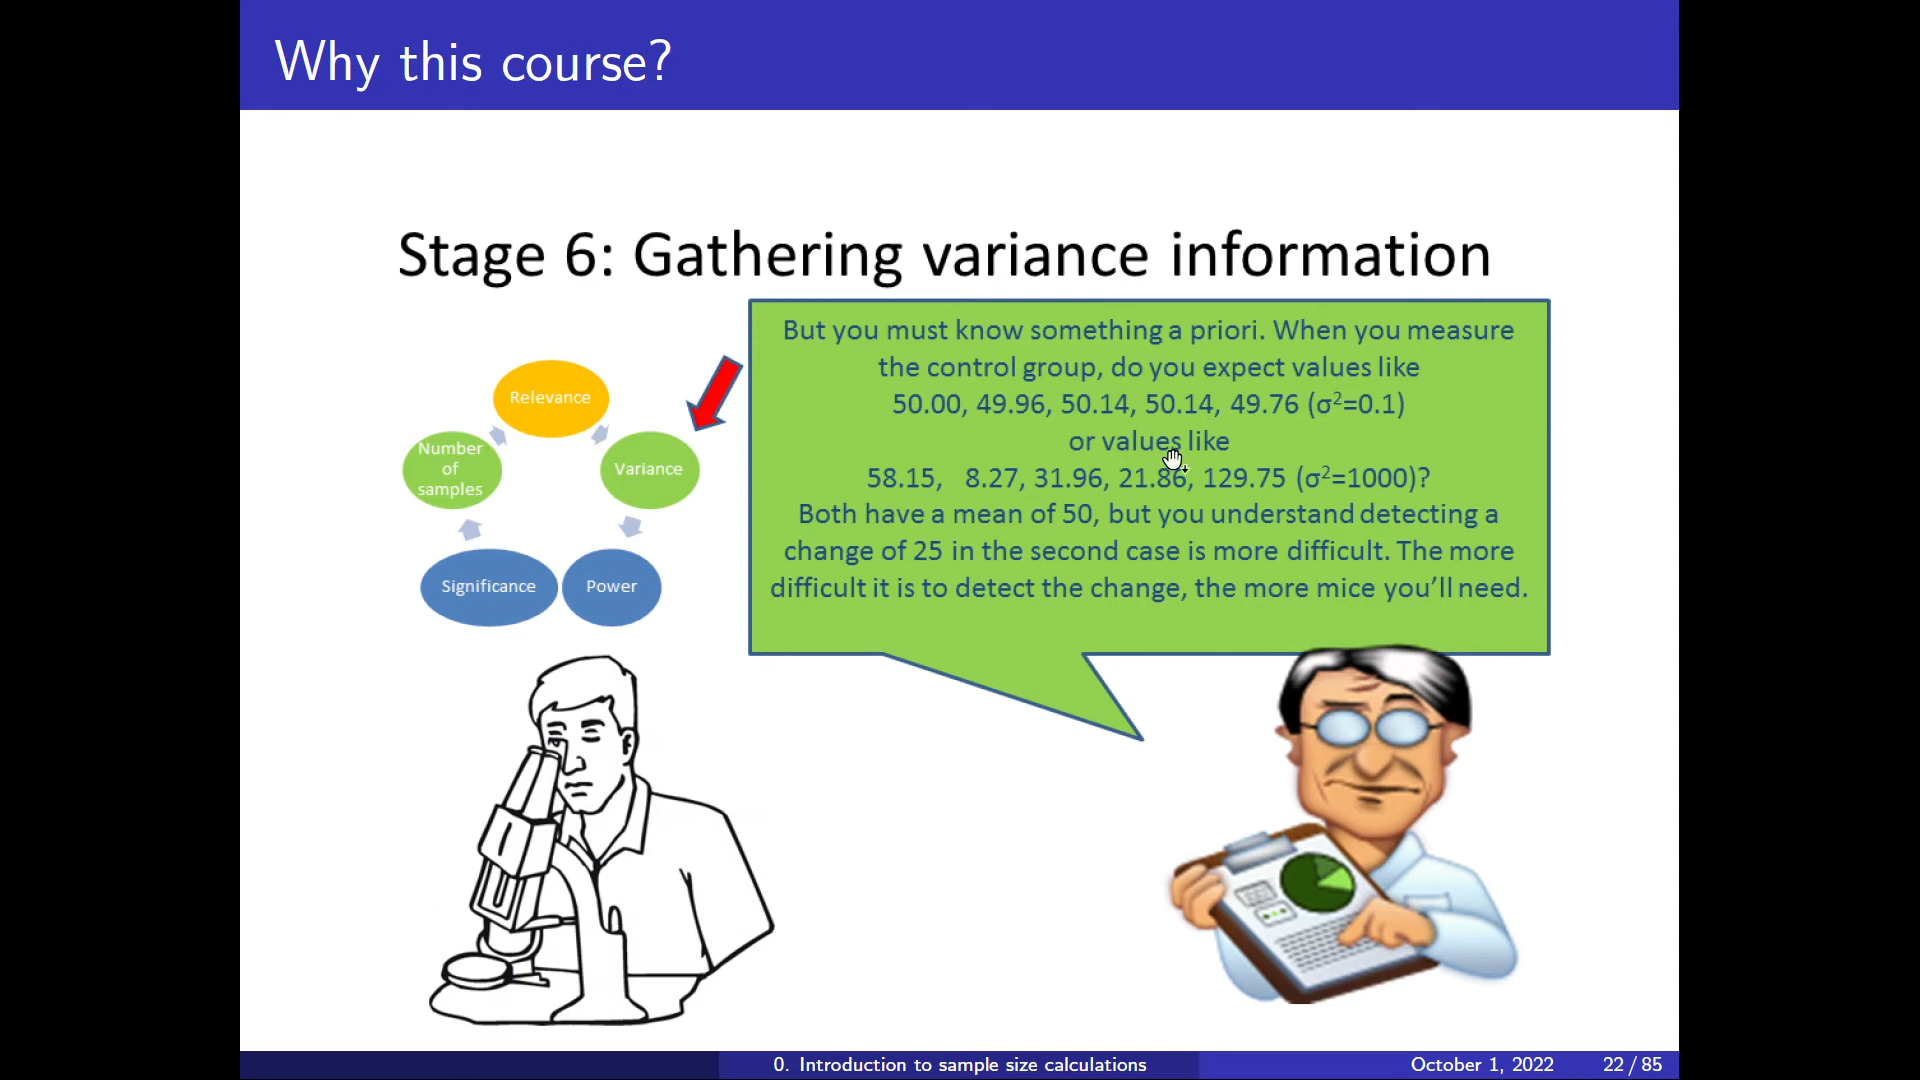 Why this course?
Stage 6: Gathering variance information
But you must know something a priori. When you measure
the control group, do you expect values like
50.00, 49.96, 50.14, 50.14, 49.76 (σ²=0.1)
or values like
58.15, 8.27, 31.96, 21.86, 129.75 (σ²=1000)?
Both have a mean of 50, but you understand detecting a
change of 25 in the second case is more difficult. The more
difficult it is to detect the change, the more mice you’ll need.
Relevance
Number
of
samples
Variance
Significance
Power
0. Introduction to sample size calculations
October 1, 2022
22 / 85